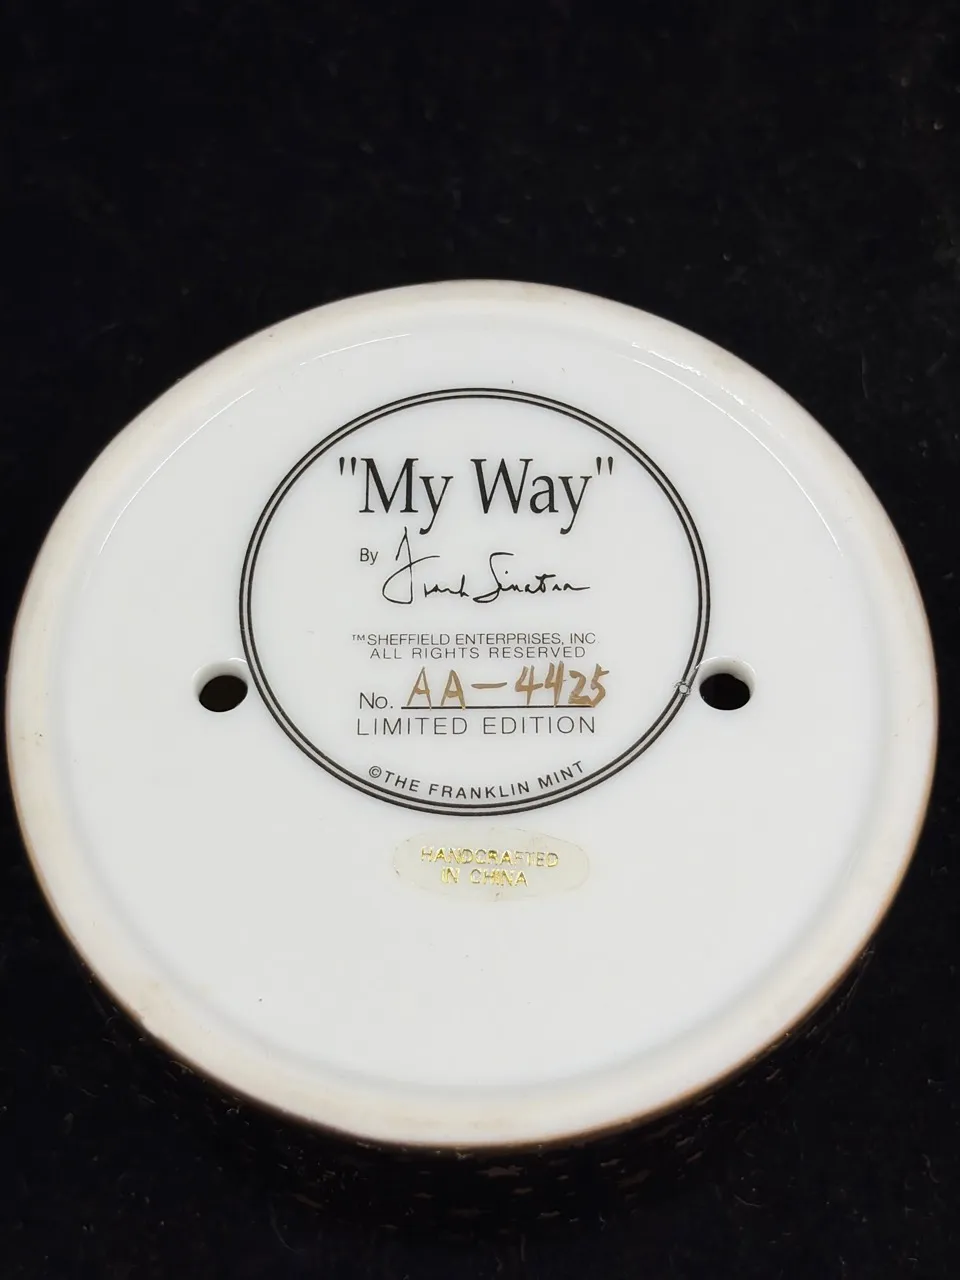 "My Way"
By Frank Sinatra
™SHEFFIELD ENTERPRISES, INC
ALL RIGHTS RESERVED
No. AA-4425
LIMITED EDITION
©THE FRANKLIN MINT
HANDCRAFTED
IN CHINA